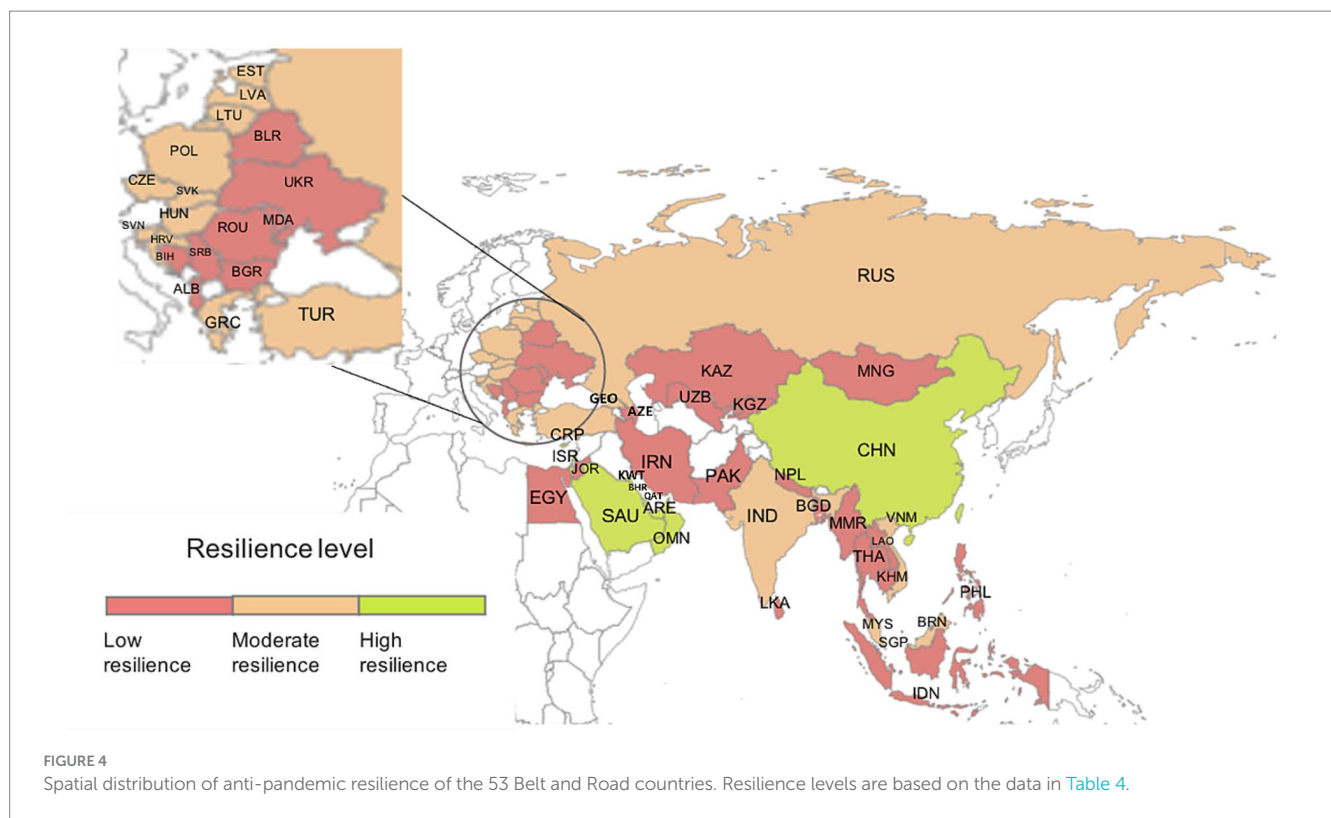 EST
LVA
LTU
BLR
POL
CZE
SVK
UKR
HUN
MDA
SVN
ROU
HRV
BIH
SRB
BGR
ALB
GRC
TUR
RUS
KAZ
MNG
UZB
KGZ
GEO
AZE
CRP
ISR
JOR
IRN
KWT
BHR
QAT
PAK
NPL
CHN
EGY
SAU
ARE
OMN
IND
BGD
MMR
VNM
LAO
THA
KHM
LKA
PHL
MYS
BRN
SGP
IDN
Resilience level
Low resilience
Moderate resilience
High resilience
FIGURE 4
Spatial distribution of anti-pandemic resilience of the 53 Belt and Road countries. Resilience levels are based on the data in Table 4.